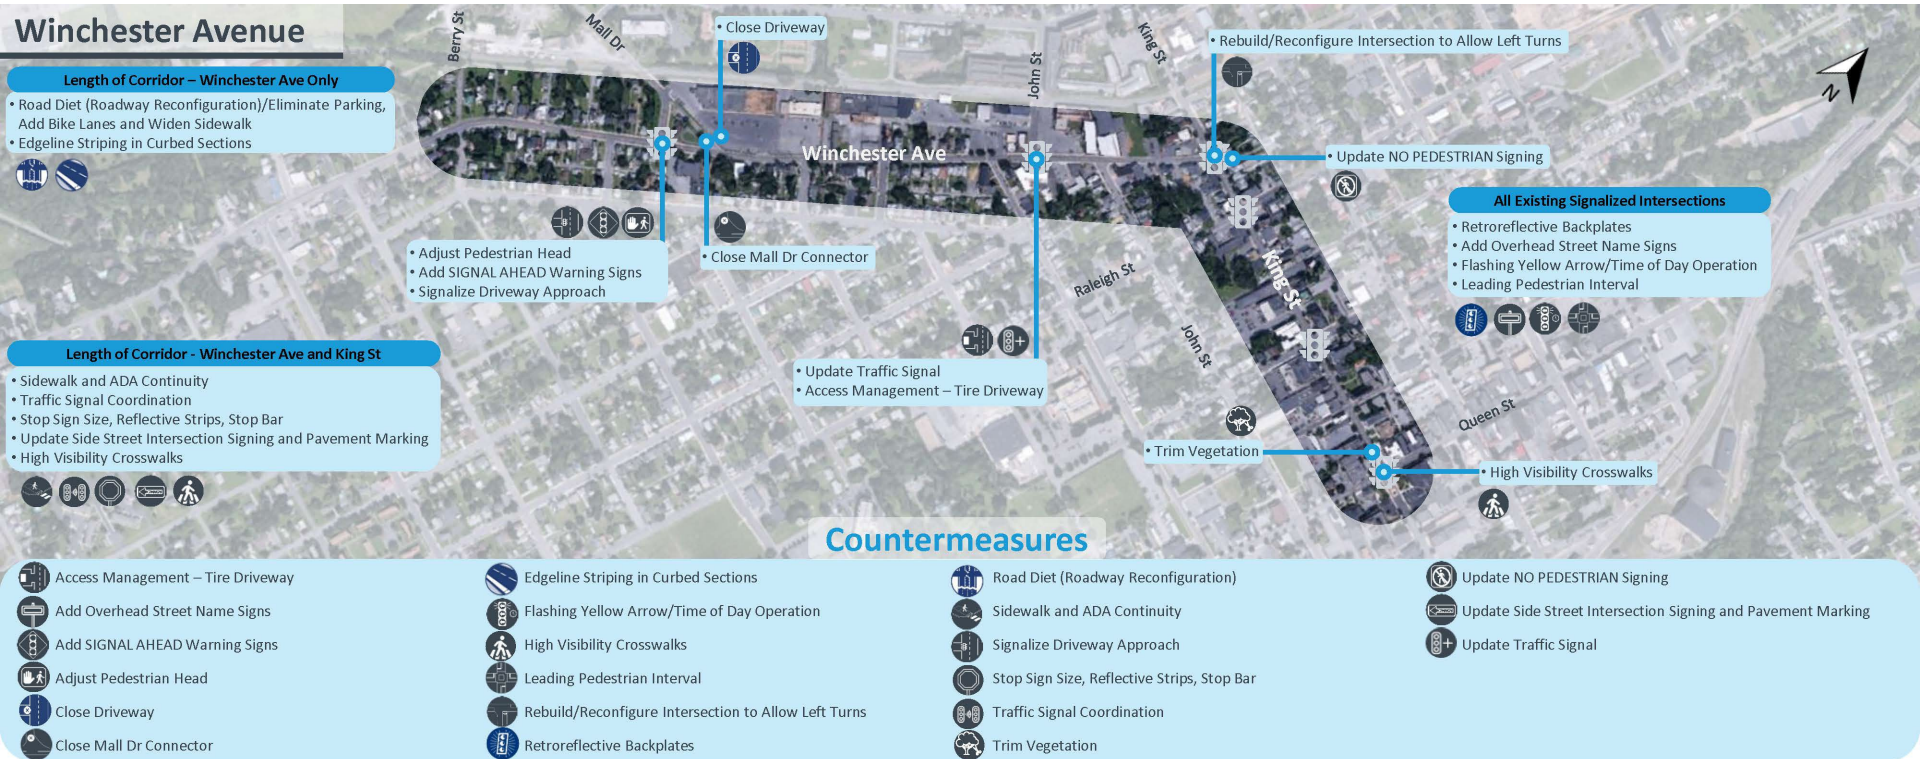 Winchester Avenue
Length of Corridor – Winchester Ave Only
• Road Diet (Roadway Reconfiguration)/Eliminate Parking,
Add Bike Lanes and Widen Sidewalk
• Edgeline Striping in Curbed Sections
Berry St
Mall Dr
• Close Driveway
John St
King St
• Rebuild/Reconfigure Intersection to Allow Left Turns
N
Winchester Ave
• Update NO PEDESTRIAN Signing
All Existing Signalized Intersections
• Retroreflective Backplates
• Add Overhead Street Name Signs
• Flashing Yellow Arrow/Time of Day Operation
• Leading Pedestrian Interval
• Adjust Pedestrian Head
• Add SIGNAL AHEAD Warning Signs
• Signalize Driveway Approach
• Close Mall Dr Connector
Raleigh St
King St
John St
Length of Corridor - Winchester Ave and King St
• Sidewalk and ADA Continuity
• Traffic Signal Coordination
• Stop Sign Size, Reflective Strips, Stop Bar
• Update Side Street Intersection Signing and Pavement Marking
• High Visibility Crosswalks
• Update Traffic Signal
• Access Management – Tire Driveway
Queen St
• Trim Vegetation
• High Visibility Crosswalks
Countermeasures
Access Management – Tire Driveway
Add Overhead Street Name Signs
Add SIGNAL AHEAD Warning Signs
Adjust Pedestrian Head
Close Driveway
Close Mall Dr Connector
Edgeline Striping in Curbed Sections
Flashing Yellow Arrow/Time of Day Operation
High Visibility Crosswalks
Leading Pedestrian Interval
Rebuild/Reconfigure Intersection to Allow Left Turns
Retroreflective Backplates
Road Diet (Roadway Reconfiguration)
Sidewalk and ADA Continuity
Signalize Driveway Approach
Stop Sign Size, Reflective Strips, Stop Bar
Traffic Signal Coordination
Trim Vegetation
Update NO PEDESTRIAN Signing
Update Side Street Intersection Signing and Pavement Marking
Update Traffic Signal